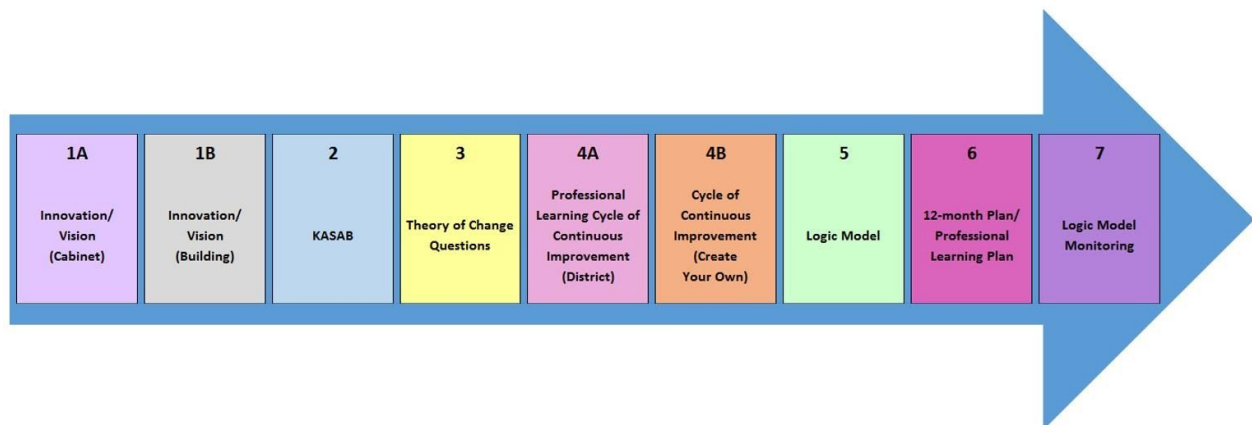 1A
Innovation/
Vision
(Cabinet)
1B
Innovation/
Vision
(Building)
2
KASAB
3
Theory of Change
Questions
4A
Professional
Learning Cycle of
Continuous
Improvement
(District)
4B
Cycle of
Continuous
Improvement
(Create
Your Own)
5
Logic Model
6
12-month Plan/
Professional
Learning Plan
7
Logic Model
Monitoring